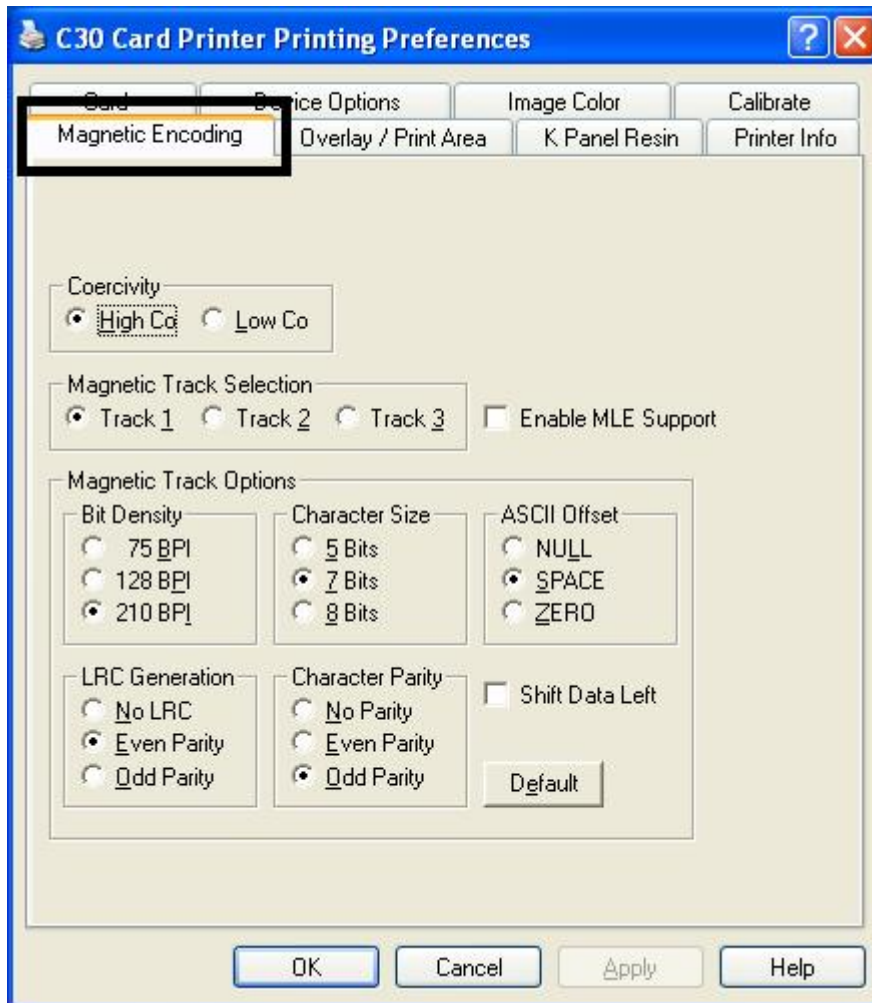 C30 Card Printer Printing Preferences
Card Device Options Image Color Calibrate
Magnetic Encoding Overlay / Print Area K Panel Resin Printer Info
Coercivity
High Co Low Co
Magnetic Track Selection
Track 1 Track 2 Track 3 Enable MLE Support
Magnetic Track Options
Bit Density Character Size ASCII Offset
75 BPI 5 Bits NULL
128 BPI 7 Bits SPACE
210 BPI 8 Bits ZERO
LRC Generation Character Parity
No LRC No Parity Shift Data Left
Even Parity Even Parity
Odd Parity Odd Parity Default
OK Cancel Apply Help